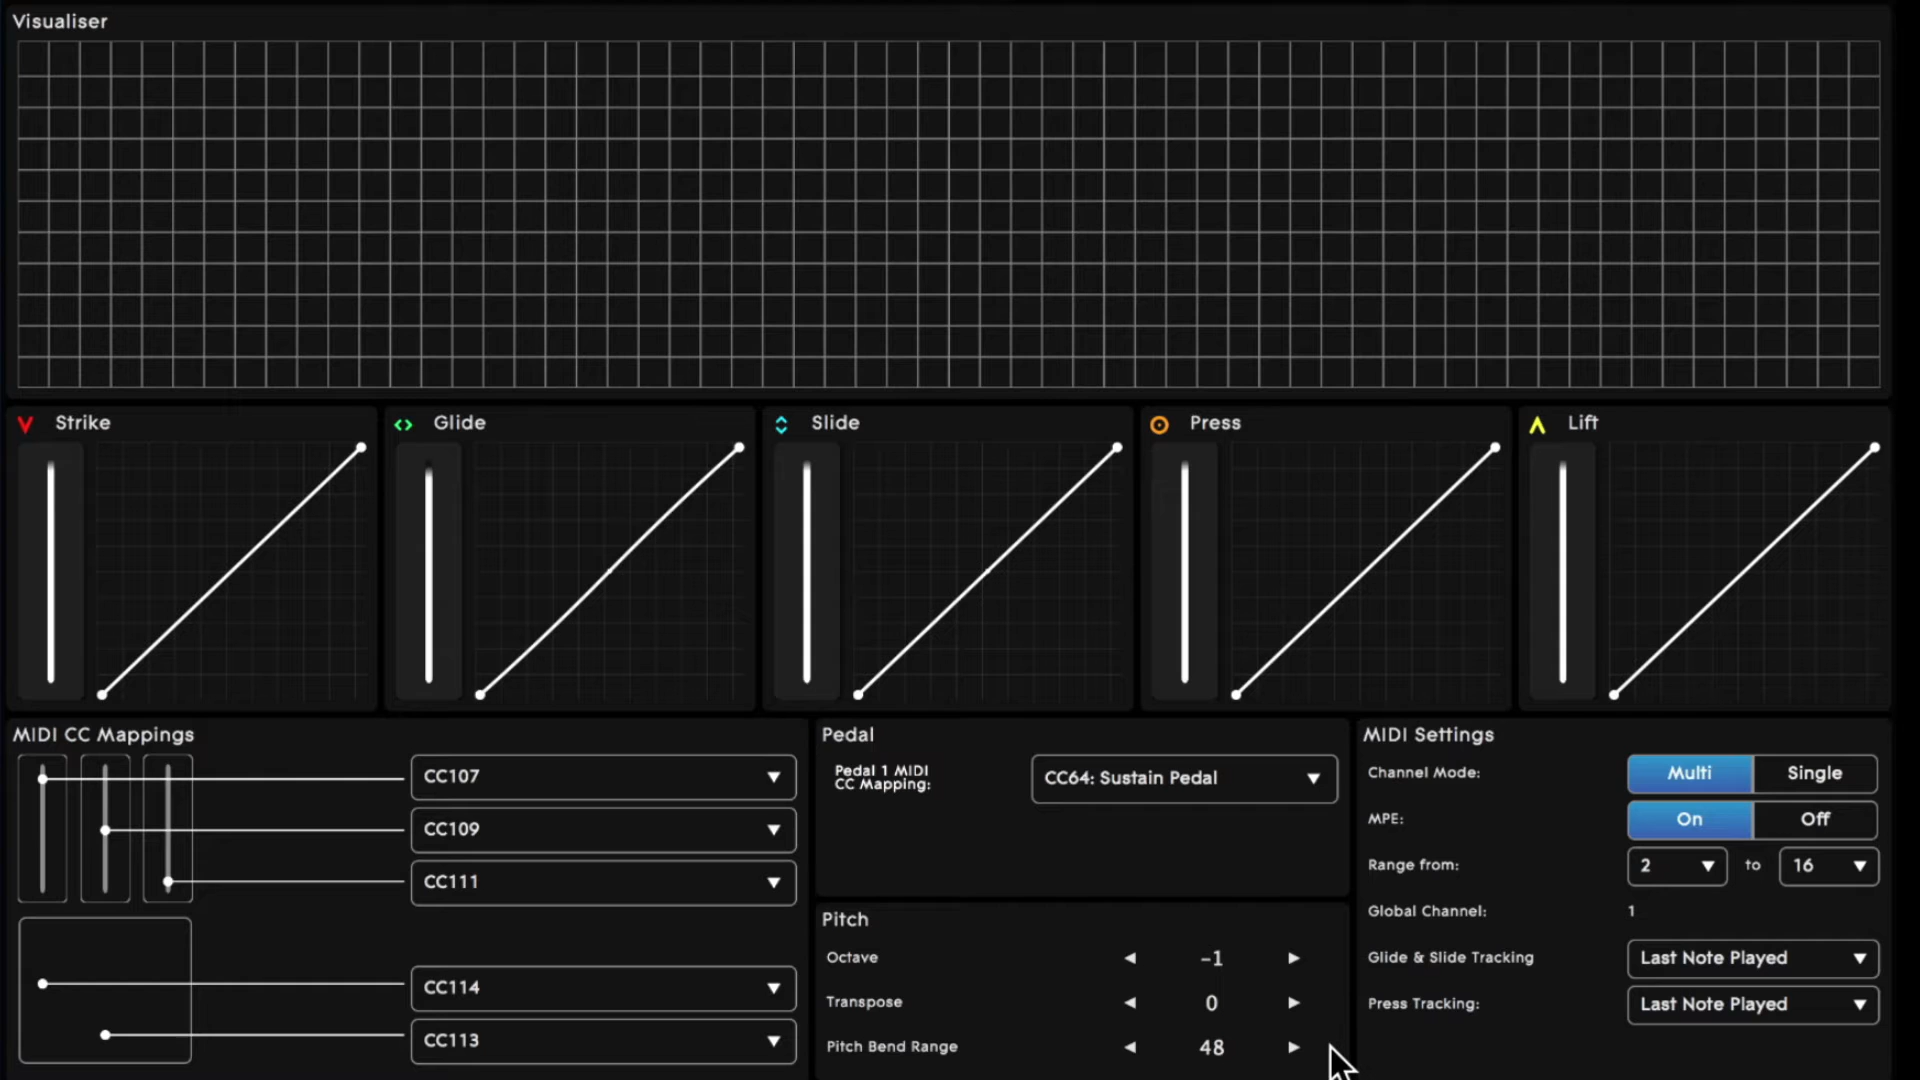 Visualiser
Strike
Glide
Slide
Press
Lift
MIDI CC Mappings
CC107
CC109
CC111
CC114
CC113
Pedal
Pedal 1 MIDI
CC Mapping:
CC64: Sustain Pedal
Pitch
Octave -1
Transpose 0
Pitch Bend Range 48
MIDI Settings
Channel Mode: Multi Single
MPE: On Off
Range from: 2 to 16
Global Channel: 1
Glide & Slide Tracking Last Note Played
Press Tracking: Last Note Played